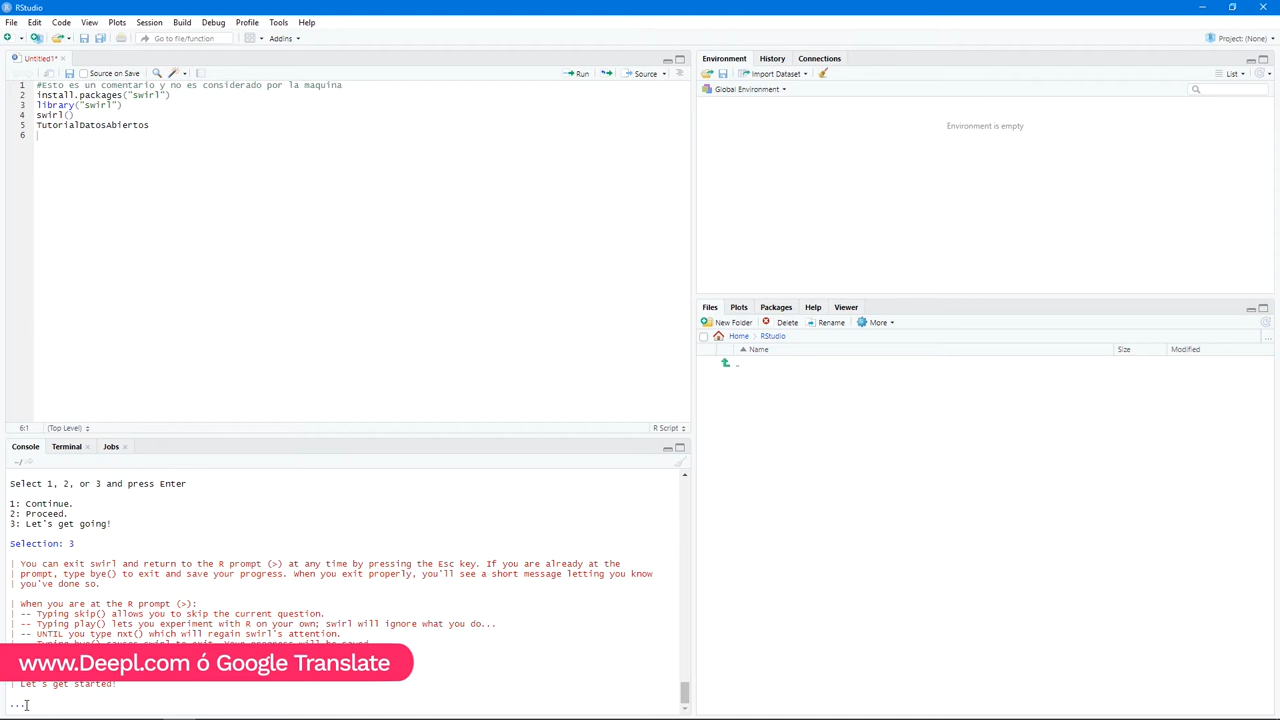 RStudio
File Edit Code View Plots Session Build Debug Profile Tools Help
Go to file/function Addins Project: (None)
Untitled1*
Source on Save Run Source
1 #Esto es un comentario y no es considerado por la maquina
2 install.packages("swirl")
3 library("swirl")
4 swirl()
5 TutorialDatosAbiertos
6
6:1 (Top Level) R Script
Console Terminal Jobs
~/
Select 1, 2, or 3 and press Enter
1: Continue.
2: Proceed.
3: Let's get going!
Selection: 3
| You can exit swirl and return to the R prompt (>) at any time by pressing the Esc key. If you are already at the
| prompt, type bye() to exit and save your progress. When you exit properly, you'll see a short message letting you know
| you've done so.
| When you are at the R prompt (>):
| -- Typing skip() allows you to skip the current question.
| -- Typing play() lets you experiment with R on your own; swirl will ignore what you do...
| -- UNTIL you type nxt() which will regain swirl's attention.
www.Deepl.com ó Google Translate
| Let's get started!
...
Environment History Connections
Import Dataset List
Global Environment
Environment is empty
Files Plots Packages Help Viewer
New Folder Delete Rename More
Home RStudio ...
Name Size Modified
..